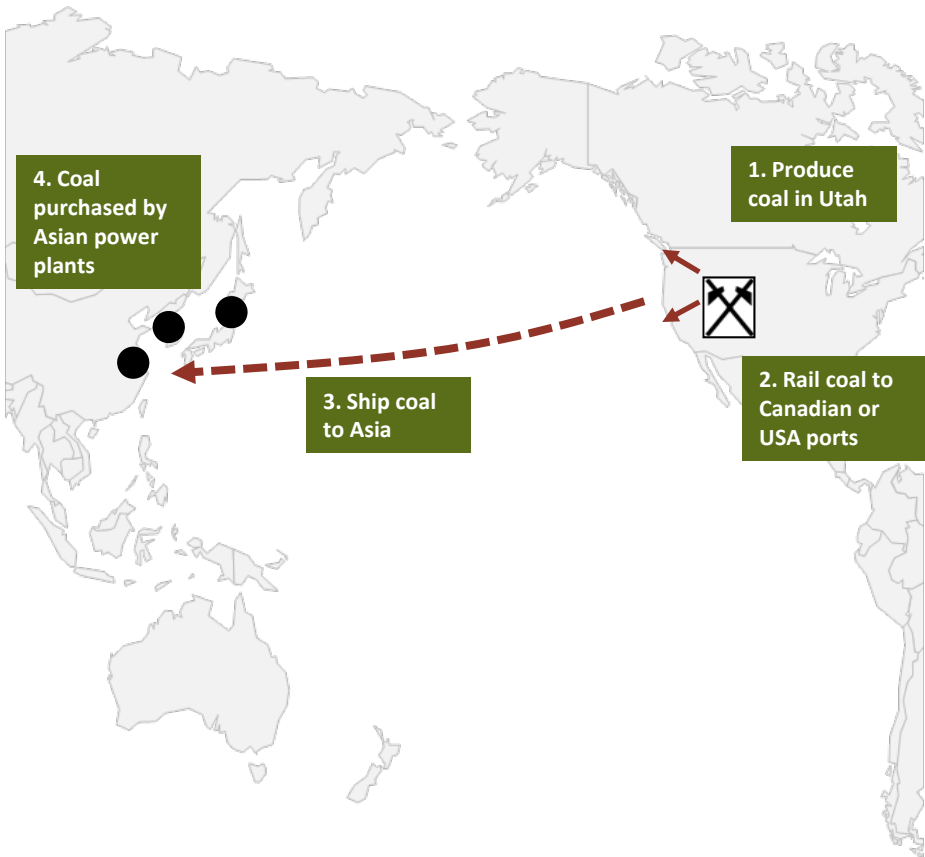 1. Produce
coal in Utah
2. Rail coal to
Canadian or
USA ports
3. Ship coal
to Asia
4. Coal
purchased by
Asian power
plants